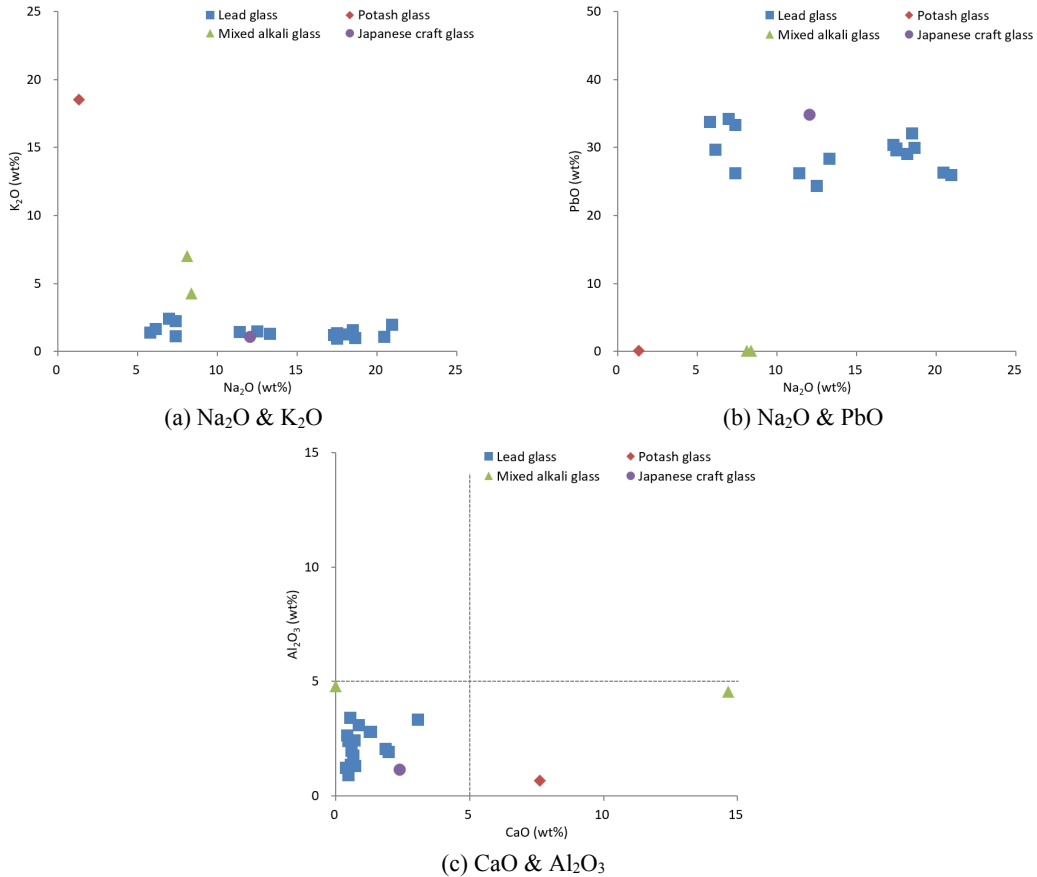 Lead glass Potash glass
Mixed alkali glass Japanese craft glass
25
20
15
10
5
0
K₂O (wt%)
0 5 10 15 20 25
Na₂O (wt%)
(a) Na₂O & K₂O
Lead glass Potash glass
Mixed alkali glass Japanese craft glass
50
40
30
20
10
0
PbO (wt%)
0 5 10 15 20 25
Na₂O (wt%)
(b) Na₂O & PbO
Lead glass Potash glass
Mixed alkali glass Japanese craft glass
15
10
5
0
Al₂O₃ (wt%)
0 5 10 15
CaO (wt%)
(c) CaO & Al₂O₃